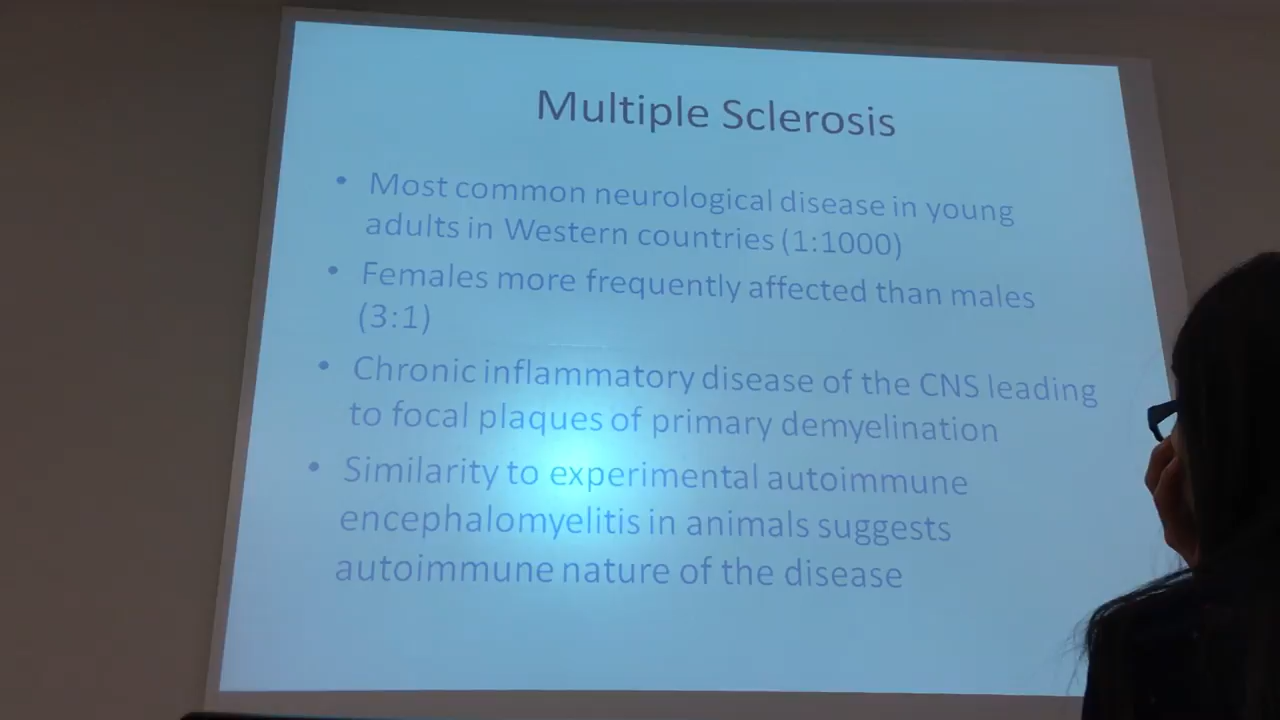 Multiple Sclerosis
• Most common neurological disease in young
adults in Western countries (1:1000)
• Females more frequently affected than males
(3:1)
• Chronic inflammatory disease of the CNS leading
to focal plaques of primary demyelination
• Similarity to experimental autoimmune
encephalomyelitis in animals suggests
autoimmune nature of the disease